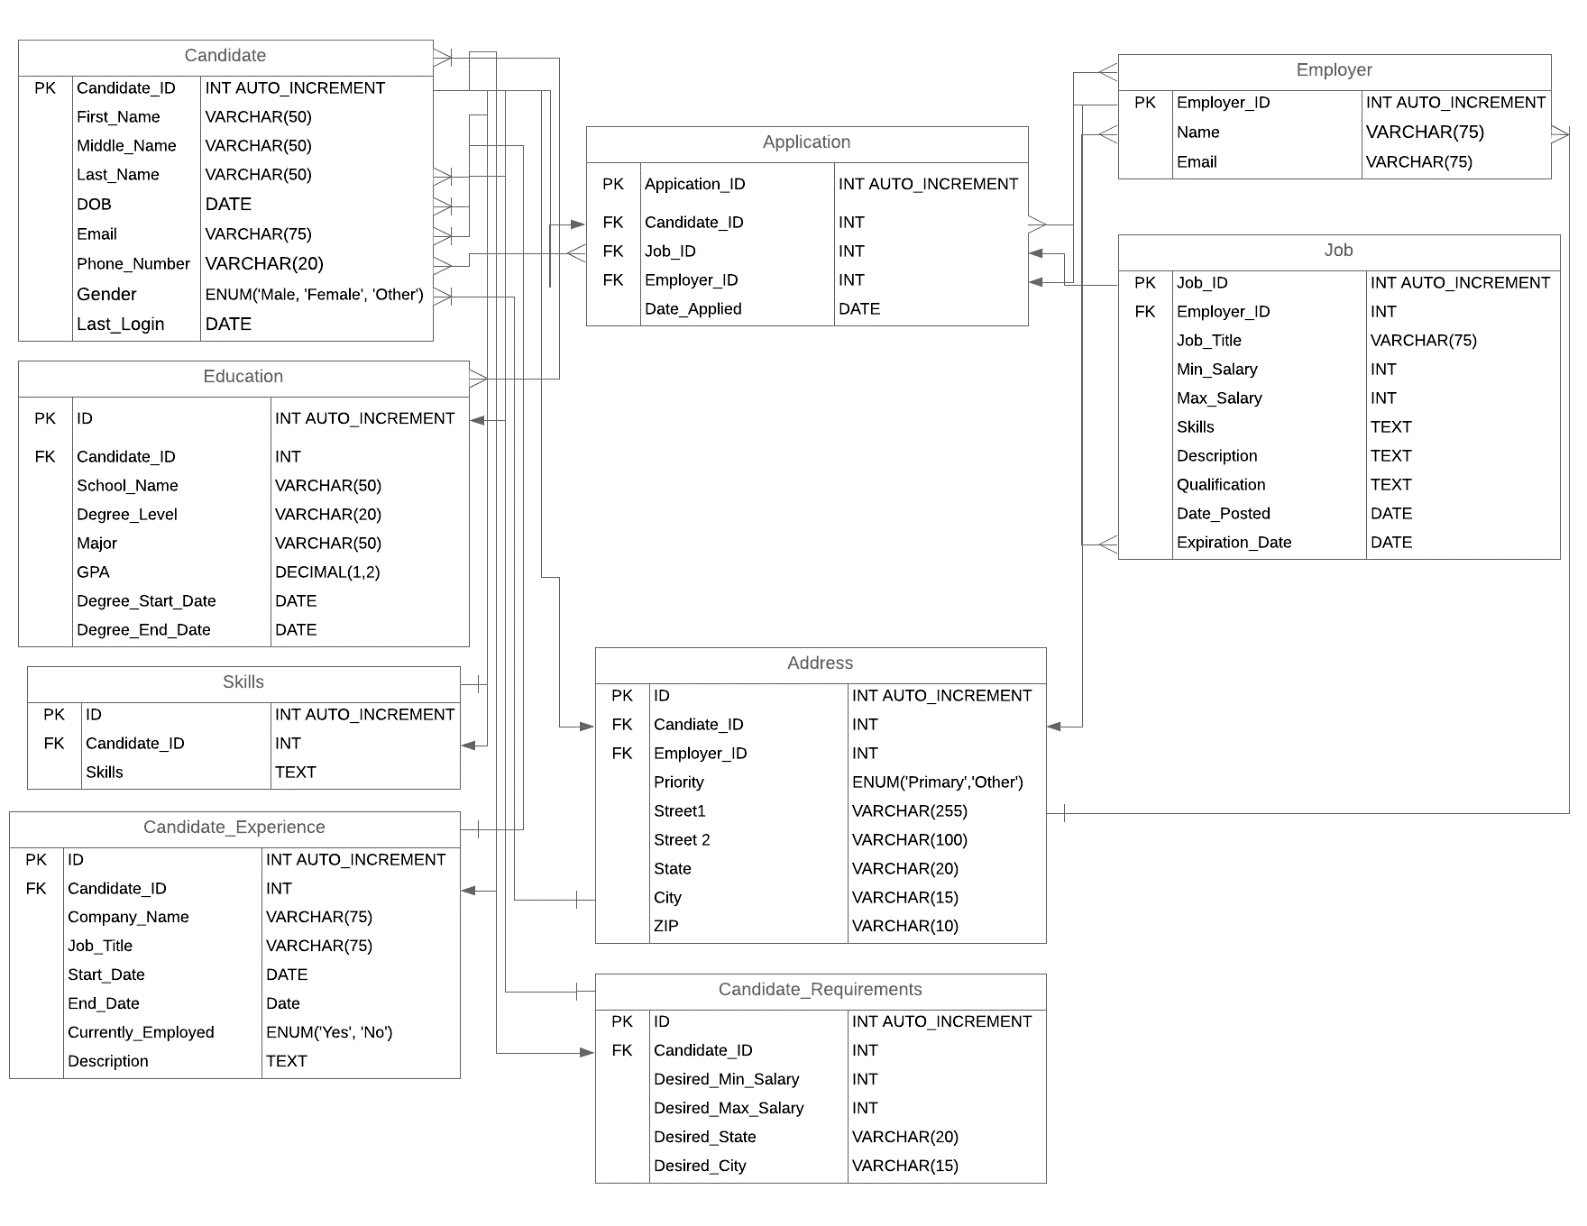 Candidate
PK Candidate_ID INT AUTO_INCREMENT
First_Name VARCHAR(50)
Middle_Name VARCHAR(50)
Last_Name VARCHAR(50)
DOB DATE
Email VARCHAR(75)
Phone_Number VARCHAR(20)
Gender ENUM('Male, 'Female', 'Other')
Last_Login DATE
Education
PK ID INT AUTO_INCREMENT
FK Candidate_ID INT
School_Name VARCHAR(50)
Degree_Level VARCHAR(20)
Major VARCHAR(50)
GPA DECIMAL(1,2)
Degree_Start_Date DATE
Degree_End_Date DATE
Skills
PK ID INT AUTO_INCREMENT
FK Candidate_ID INT
Skills TEXT
Candidate_Experience
PK ID INT AUTO_INCREMENT
FK Candidate_ID INT
Company_Name VARCHAR(75)
Job_Title VARCHAR(75)
Start_Date DATE
End_Date Date
Currently_Employed ENUM('Yes', 'No')
Description TEXT
Application
PK Appication_ID INT AUTO_INCREMENT
FK Candidate_ID INT
FK Job_ID INT
FK Employer_ID INT
Date_Applied DATE
Address
PK ID INT AUTO_INCREMENT
FK Candiate_ID INT
FK Employer_ID INT
Priority ENUM('Primary','Other')
Street1 VARCHAR(255)
Street 2 VARCHAR(100)
State VARCHAR(20)
City VARCHAR(15)
ZIP VARCHAR(10)
Candidate_Requirements
PK ID INT AUTO_INCREMENT
FK Candidate_ID INT
Desired_Min_Salary INT
Desired_Max_Salary INT
Desired_State VARCHAR(20)
Desired_City VARCHAR(15)
Employer
PK Employer_ID INT AUTO_INCREMENT
Name VARCHAR(75)
Email VARCHAR(75)
Job
PK Job_ID INT AUTO_INCREMENT
FK Employer_ID INT
Job_Title VARCHAR(75)
Min_Salary INT
Max_Salary INT
Skills TEXT
Description TEXT
Qualification TEXT
Date_Posted DATE
Expiration_Date DATE